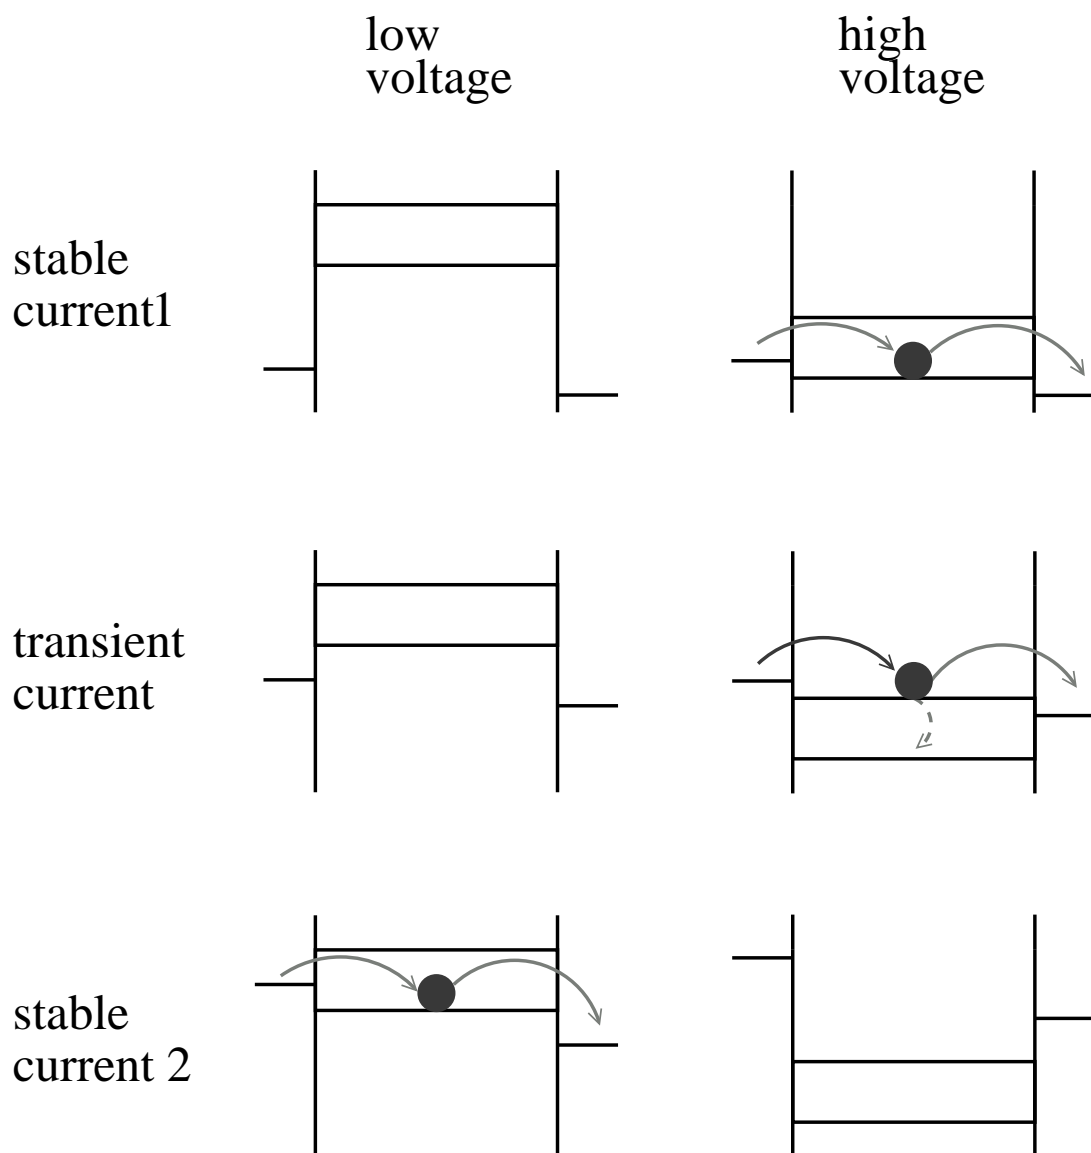 low
voltage
high
voltage
stable
current1
transient
current
stable
current 2